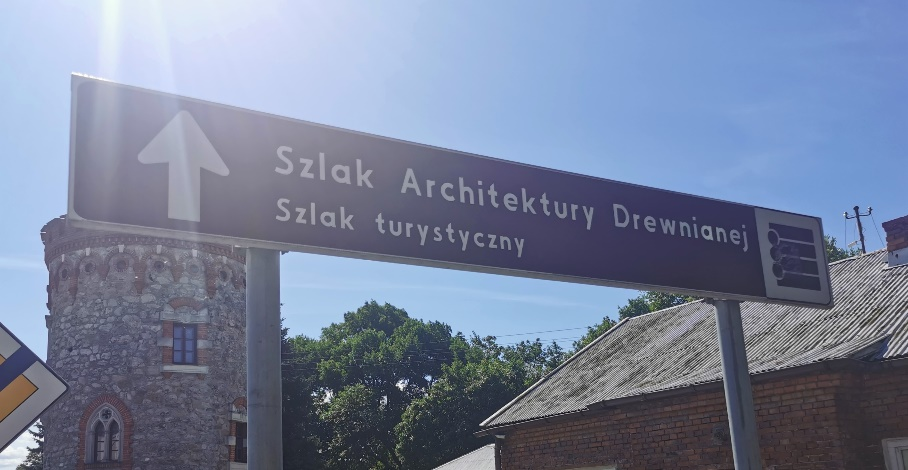 Szlak Architektury Drewnianej
Szlak turystyczny